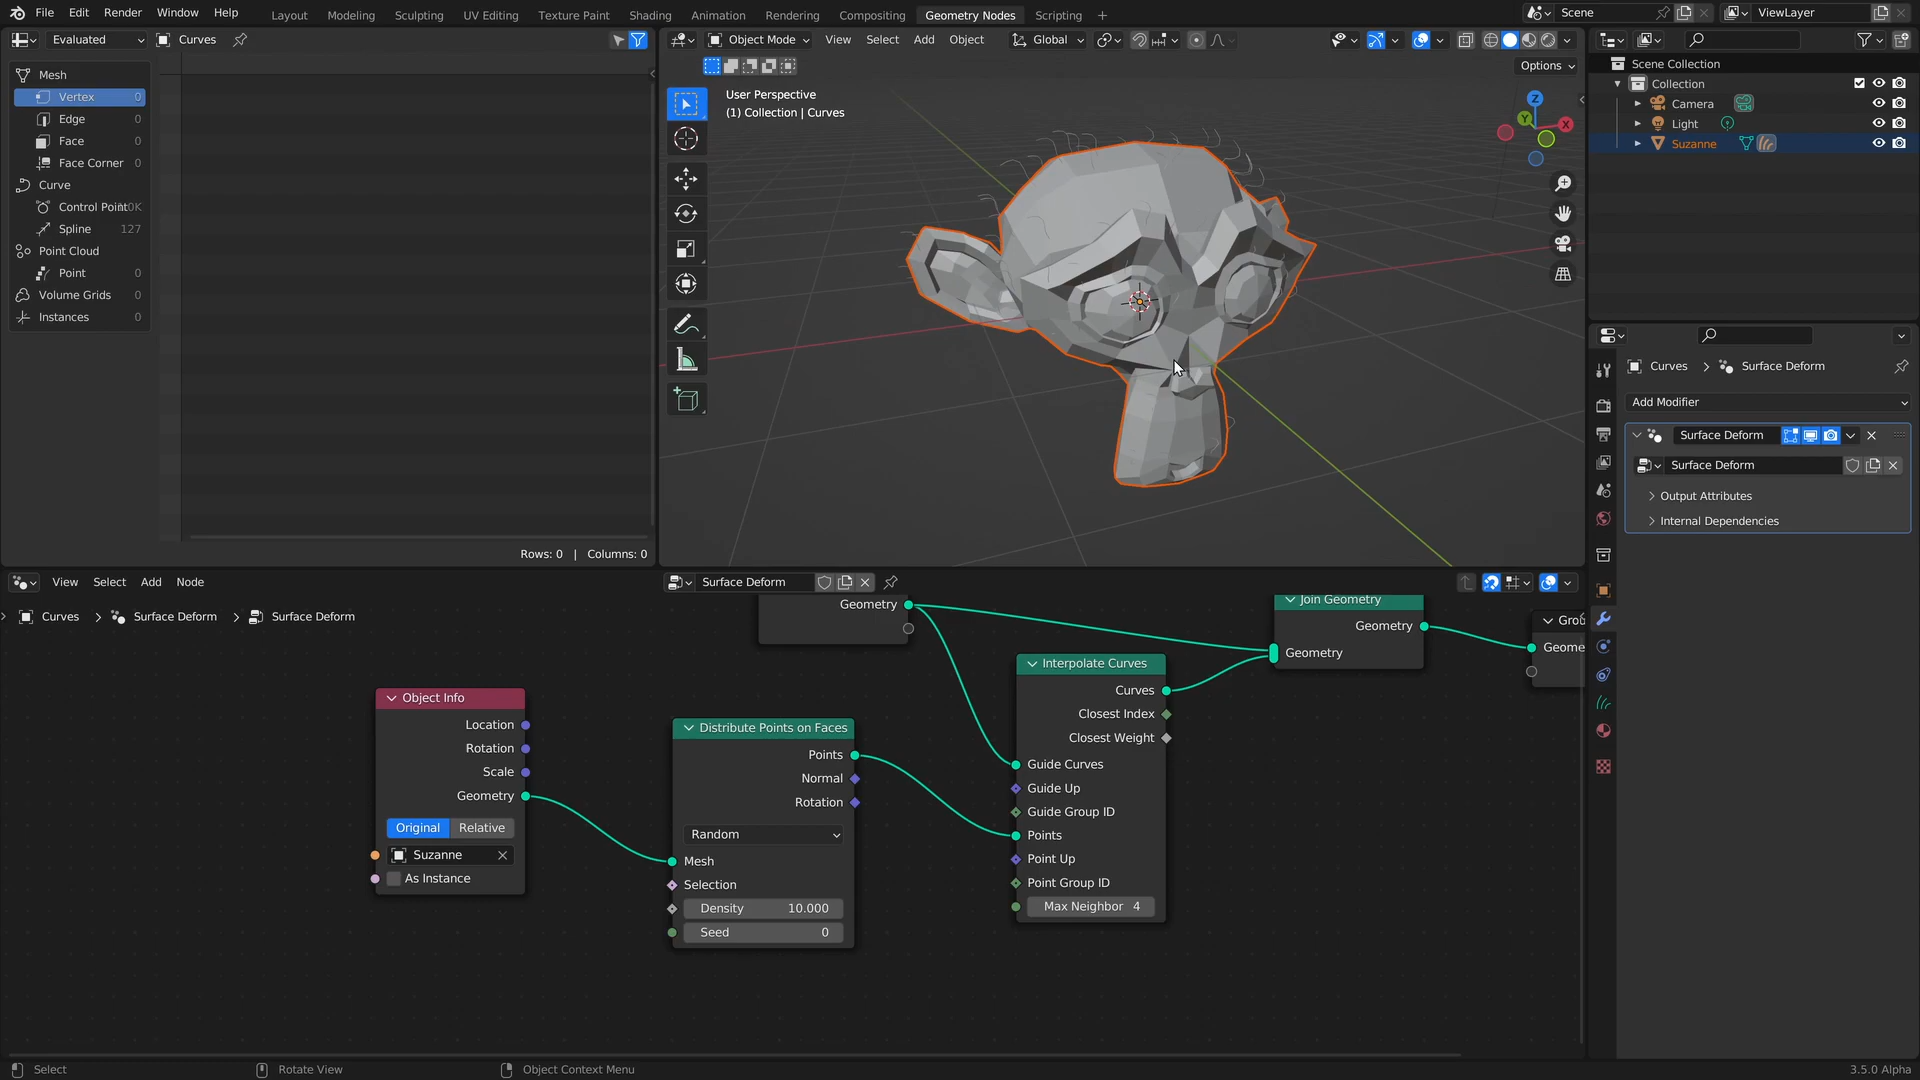 File Edit Render Window Help
Layout Modeling Sculpting UV Editing Texture Paint Shading Animation Rendering Compositing Geometry Nodes Scripting +
Scene
ViewLayer
Evaluated
Curves
Mesh
Vertex 0
Edge 0
Face 0
Face Corner 0
Curve
Control Point
Spline 127
Point Cloud
Point 0
Volume Grids 0
Instances 0
Rows: 0 | Columns: 0
Object Mode View Select Add Object Global
Options
User Perspective
(1) Collection | Curves
Z
Y
X
Scene Collection
Collection
Camera
Light
Suzanne
Curves > Surface Deform
Add Modifier
Surface Deform
Surface Deform
Output Attributes
Internal Dependencies
View Select Add Node
Surface Deform
Curves > Surface Deform > Surface Deform
Geometry
Object Info
Location
Rotation
Scale
Geometry
Original Relative
Suzanne
As Instance
Distribute Points on Faces
Points
Normal
Rotation
Random
Mesh
Selection
Density 10.000
Seed 0
Interpolate Curves
Curves
Closest Index
Closest Weight
Guide Curves
Guide Up
Guide Group ID
Points
Point Up
Point Group ID
Max Neighbor 4
Join Geometry
Geometry
Geometry
Grou
Geome
Select
Rotate View
Object Context Menu
3.5.0 Alpha